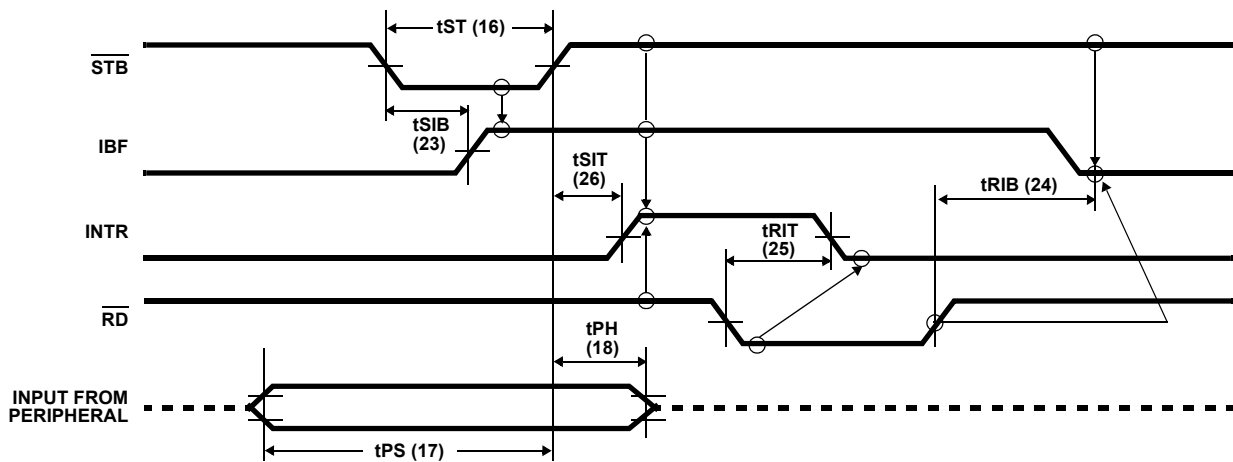 tST (16)
STB
tSIB
(23)
IBF
tSIT
(26)
tRIB (24)
INTR
tRIT
(25)
RD
tPH
(18)
INPUT FROM
PERIPHERAL
tPS (17)